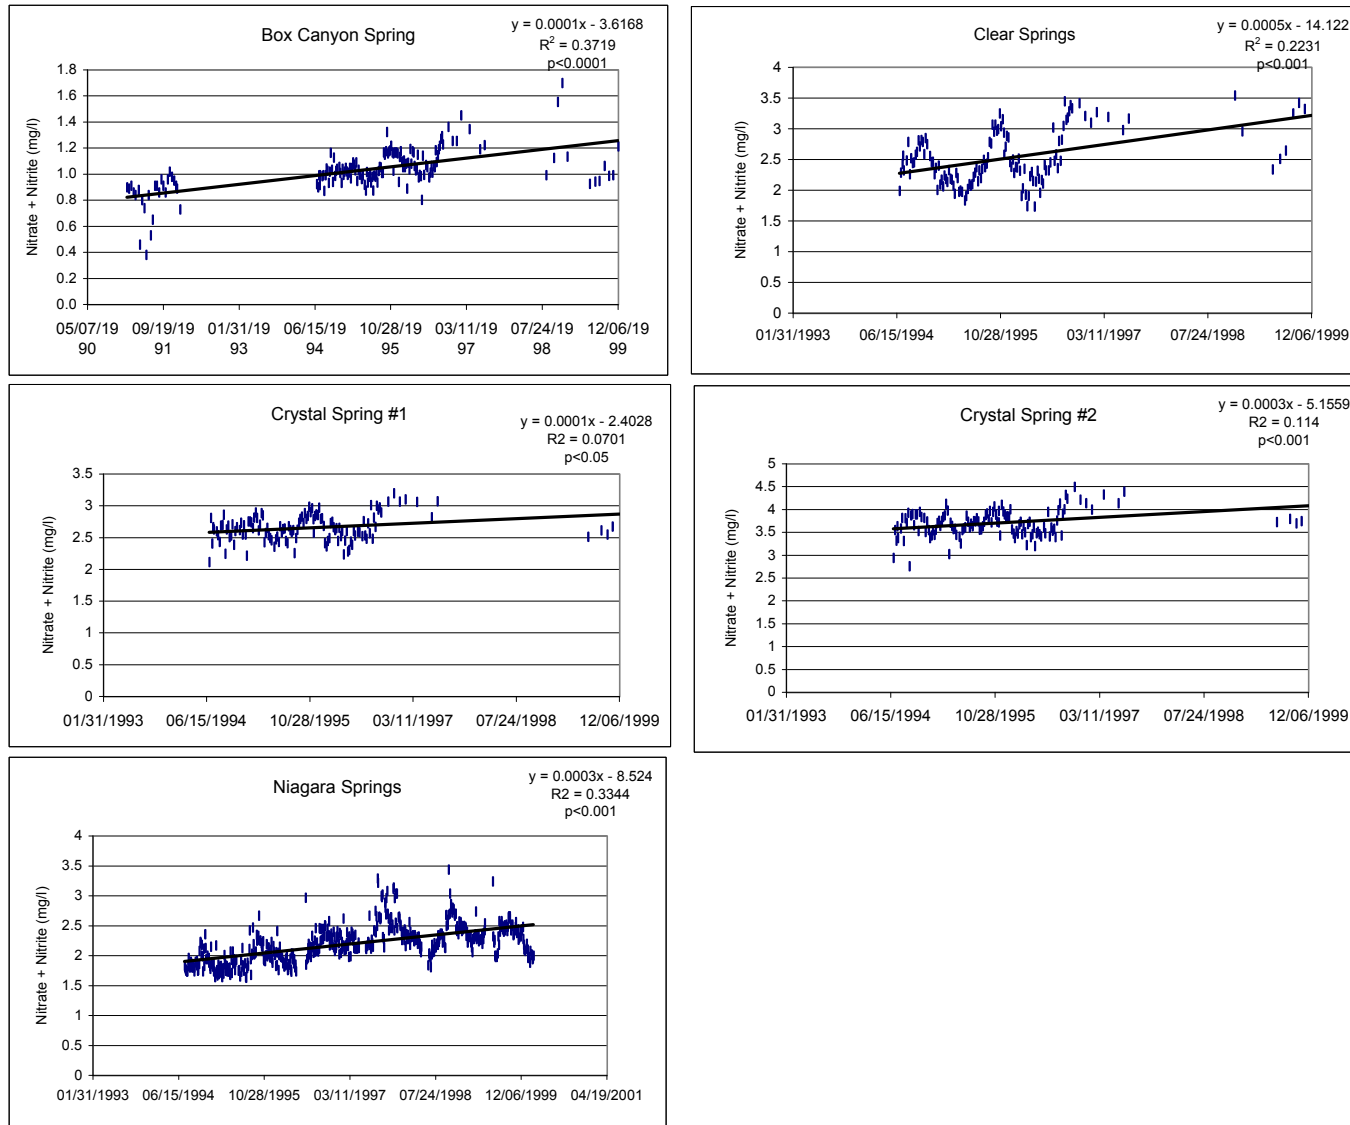 Box Canyon Spring
y = 0.0001x - 3.6168
R2 = 0.3719
p<0.0001
Nitrate + Nitrite (mg/l)
1.8
1.6
1.4
1.2
1.0
0.8
0.6
0.4
0.2
0.0
05/07/19 09/19/19 01/31/19 06/15/19 10/28/19 03/11/19 07/24/19 12/06/19
90 91 93 94 95 97 98 99
Clear Springs
y = 0.0005x - 14.122
R2 = 0.2231
p<0.001
Nitrate + Nitrite (mg/l)
4
3.5
3
2.5
2
1.5
1
0.5
0
01/31/1993 06/15/1994 10/28/1995 03/11/1997 07/24/1998 12/06/1999
Crystal Spring #1
y = 0.0001x - 2.4028
R2 = 0.0701
p<0.05
Nitrate + Nitrite (mg/l)
3.5
3
2.5
2
1.5
1
0.5
0
01/31/1993 06/15/1994 10/28/1995 03/11/1997 07/24/1998 12/06/1999
Crystal Spring #2
y = 0.0003x - 5.1559
R2 = 0.114
p<0.001
Nitrate + Nitrite (mg/l)
5
4.5
4
3.5
3
2.5
2
1.5
1
0.5
0
01/31/1993 06/15/1994 10/28/1995 03/11/1997 07/24/1998 12/06/1999
Niagara Springs
y = 0.0003x - 8.524
R2 = 0.3344
p<0.001
Nitrate + Nitrite (mg/l)
4
3.5
3
2.5
2
1.5
1
0.5
0
01/31/1993 06/15/1994 10/28/1995 03/11/1997 07/24/1998 12/06/1999 04/19/2001